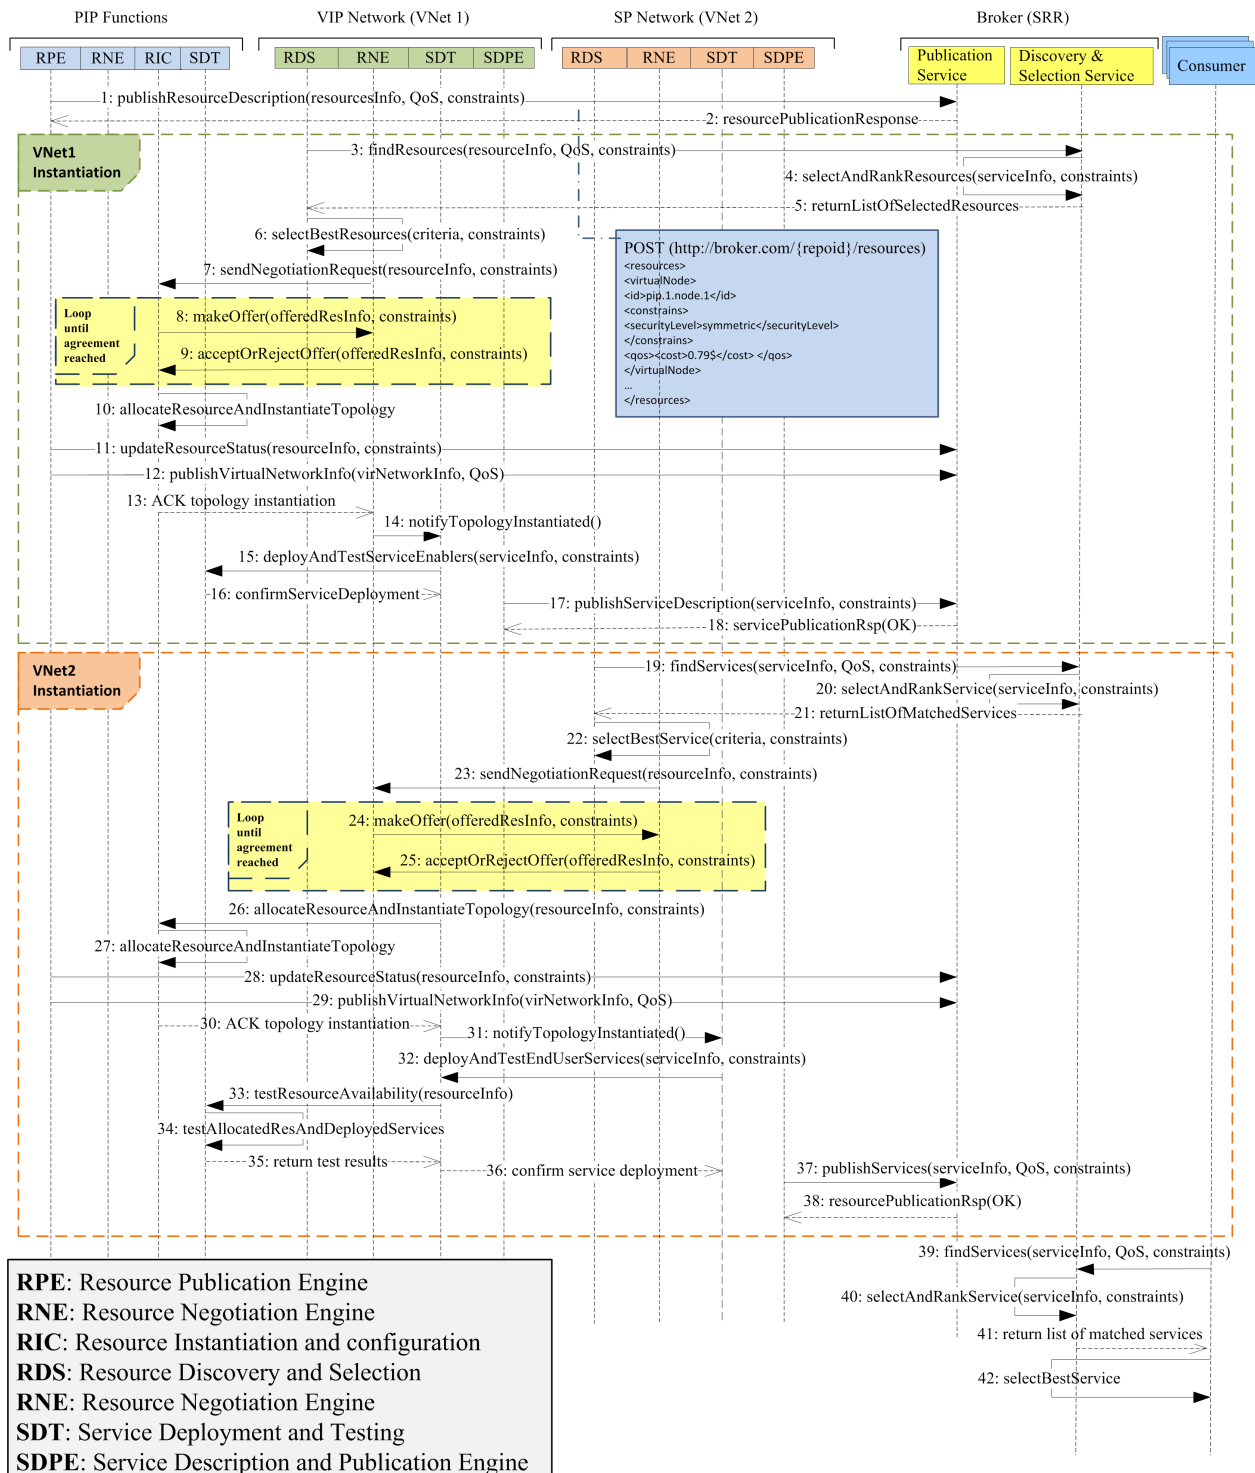 PIP Functions
VIP Network (VNet 1)
SP Network (VNet 2)
Broker (SRR)
RPE
RNE
RIC
SDT
RDS
RNE
SDT
SDPE
RDS
RNE
SDT
SDPE
Publication
Service
Discovery &
Selection Service
Consumer
1: publishResourceDescription(resourcesInfo, QoS, constraints)
2: resourcePublicationResponse
VNet1
Instantiation
3: findResources(resourceInfo, QoS, constraints)
4: selectAndRankResources(serviceInfo, constraints)
5: returnListOfSelectedResources
6: selectBestResources(criteria, constraints)
7: sendNegotiationRequest(resourceInfo, constraints)
POST (http://broker.com/{repoid}/resources)
<resources>
<virtualNode>
<id>pip.1.node.1</id>
<constrains>
<securityLevel>symmetric</securityLevel>
</constrains>
<qos><cost>0.79$</cost> </qos>
</virtualNode>
...
</resources>
Loop
until
agreement
reached
8: makeOffer(offeredResInfo, constraints)
9: acceptOrRejectOffer(offeredResInfo, constraints)
10: allocateResourceAndInstantiateTopology
11: updateResourceStatus(resourceInfo, constraints)
12: publishVirtualNetworkInfo(virNetworkInfo, QoS)
13: ACK topology instantiation
14: notifyTopologyInstantiated()
15: deployAndTestServiceEnablers(serviceInfo, constraints)
16: confirmServiceDeployment
17: publishServiceDescription(serviceInfo, constraints)
18: servicePublicationRsp(OK)
VNet2
Instantiation
19: findServices(serviceInfo, QoS, constraints)
20: selectAndRankService(serviceInfo, constraints)
21: returnListOfMatchedServices
22: selectBestService(criteria, constraints)
23: sendNegotiationRequest(resourceInfo, constraints)
Loop
until
agreement
reached
24: makeOffer(offeredResInfo, constraints)
25: acceptOrRejectOffer(offeredResInfo, constraints)
26: allocateResourceAndInstantiateTopology(resourceInfo, constraints)
27: allocateResourceAndInstantiateTopology
28: updateResourceStatus(resourceInfo, constraints)
29: publishVirtualNetworkInfo(virNetworkInfo, QoS)
30: ACK topology instantiation
31: notifyTopologyInstantiated()
32: deployAndTestEndUserServices(serviceInfo, constraints)
33: testResourceAvailability(resourceInfo)
34: testAllocatedResAndDeployedServices
35: return test results
36: confirm service deployment
37: publishServices(serviceInfo, QoS, constraints)
38: resourcePublicationRsp(OK)
39: findServices(serviceInfo, QoS, constraints)
40: selectAndRankService(serviceInfo, constraints)
41: return list of matched services
42: selectBestService
RPE: Resource Publication Engine
RNE: Resource Negotiation Engine
RIC: Resource Instantiation and configuration
RDS: Resource Discovery and Selection
RNE: Resource Negotiation Engine
SDT: Service Deployment and Testing
SDPE: Service Description and Publication Engine